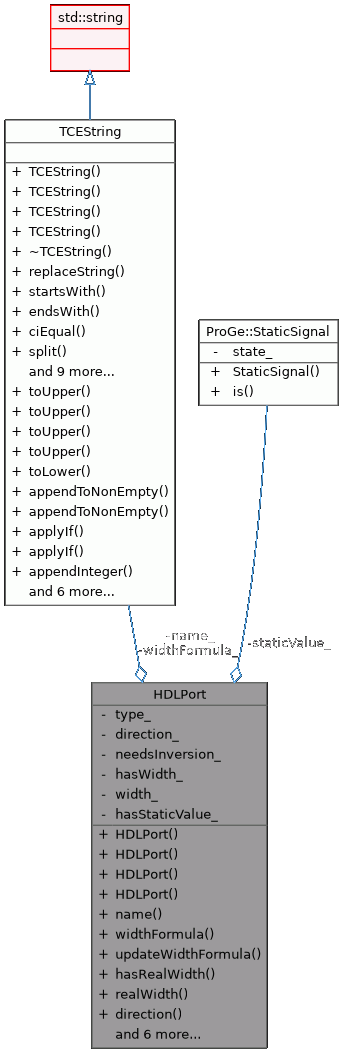 std::string
TCEString
+ TCEString()
+ TCEString()
+ TCEString()
+ TCEString()
+ ~TCEString()
+ replaceString()
+ startsWith()
+ endsWith()
+ ciEqual()
+ split()
and 9 more...
+ toUpper()
+ toUpper()
+ toUpper()
+ toUpper()
+ toLower()
+ appendToNonEmpty()
+ appendToNonEmpty()
+ applyIf()
+ applyIf()
+ appendInteger()
and 6 more...
ProGe::StaticSignal
- state_
+ StaticSignal()
+ is()
-name_
-widthFormula_
-staticValue_
HDLPort
- type_
- direction_
- needsInversion_
- hasWidth_
- width_
- hasStaticValue_
+ HDLPort()
+ HDLPort()
+ HDLPort()
+ HDLPort()
+ name()
+ widthFormula()
+ updateWidthFormula()
+ hasRealWidth()
+ realWidth()
+ direction()
and 6 more...